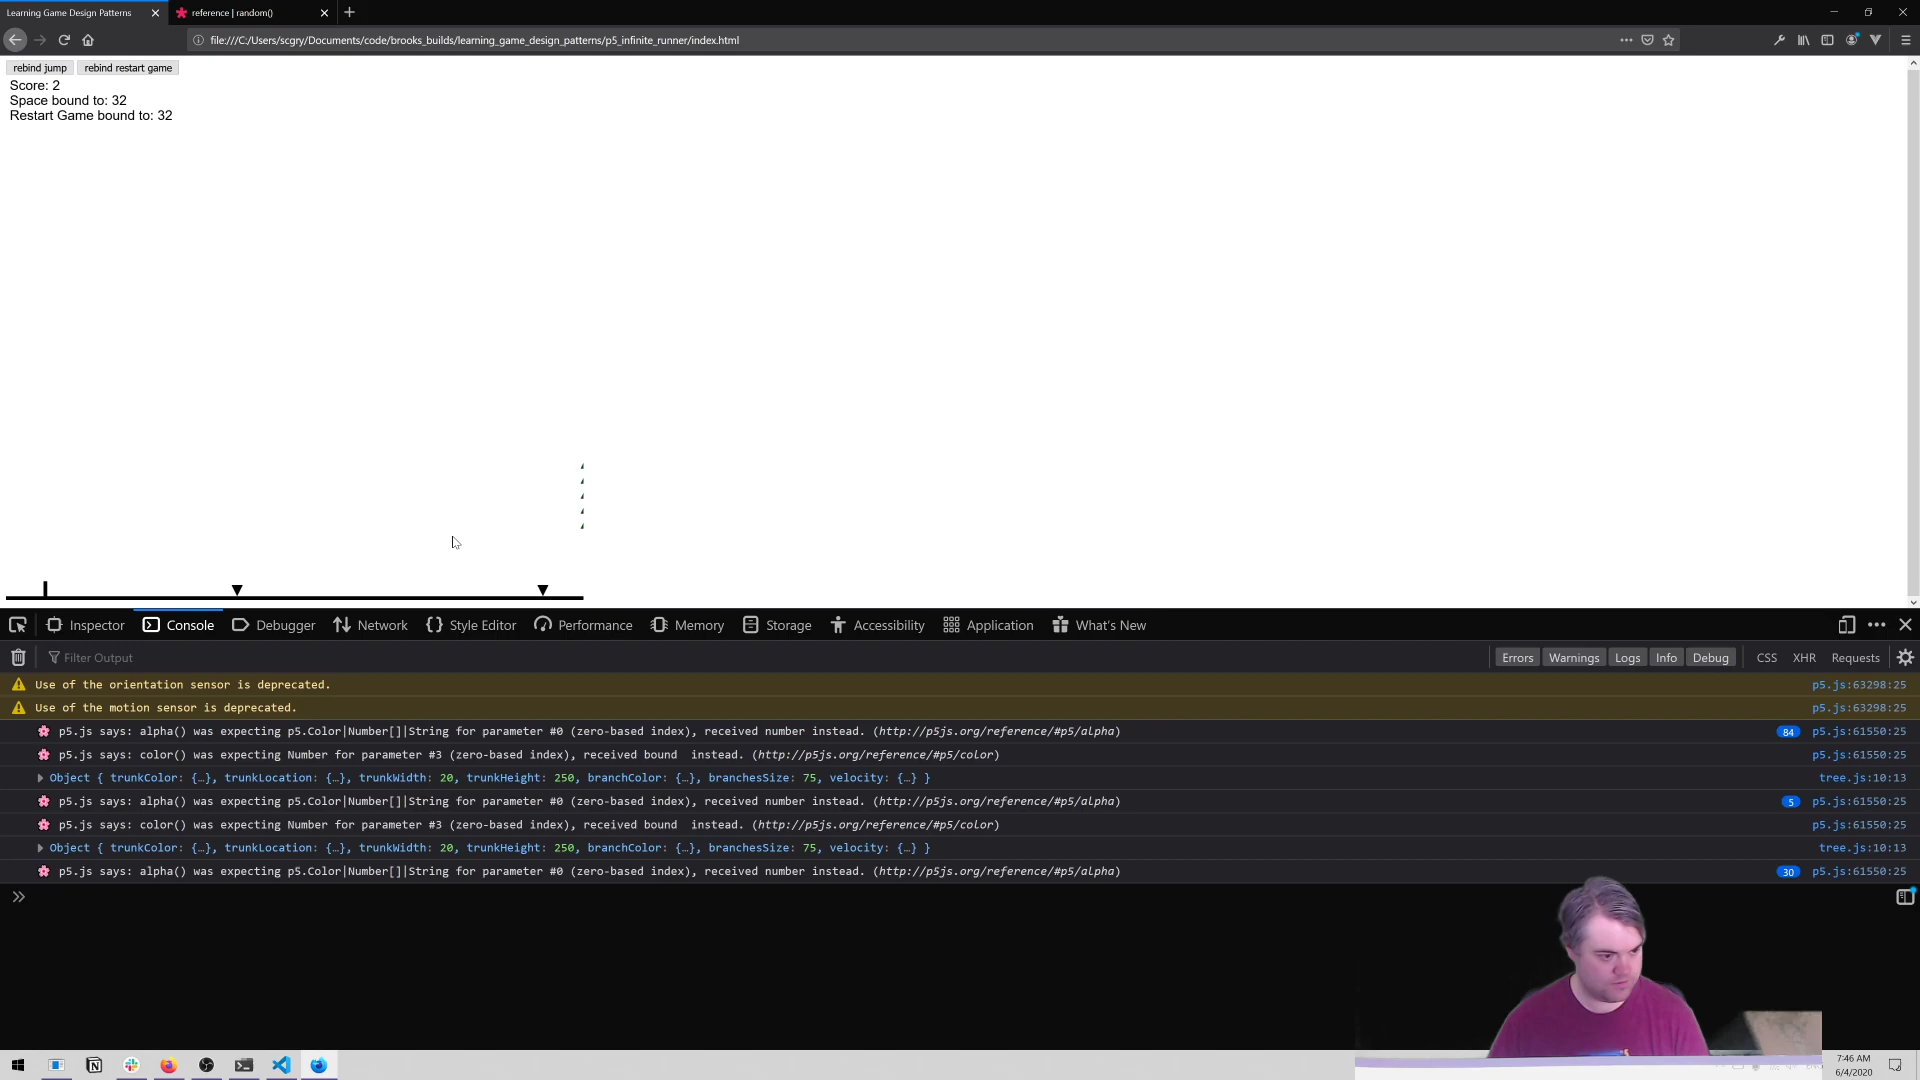 Learning Game Design Patterns
reference | random()
file:///C:/Users/scgry/Documents/code/brooks_builds/learning_game_design_patterns/p5_infinite_runner/index.html
rebind jump rebind restart game
Score: 2
Space bound to: 32
Restart Game bound to: 32
Inspector Console Debugger Network Style Editor Performance Memory Storage Accessibility Application What's New
Filter Output Errors Warnings Logs Info Debug CSS XHR Requests
Use of the orientation sensor is deprecated. p5.js:63298:25
Use of the motion sensor is deprecated. p5.js:63298:25
p5.js says: alpha() was expecting p5.Color|Number[]|String for parameter #0 (zero-based index), received number instead. (http://p5js.org/reference/#p5/alpha) 84 p5.js:61550:25
p5.js says: color() was expecting Number for parameter #3 (zero-based index), received bound  instead. (http://p5js.org/reference/#p5/color) p5.js:61550:25
Object { trunkColor: {…}, trunkLocation: {…}, trunkWidth: 20, trunkHeight: 250, branchColor: {…}, branchesSize: 75, velocity: {…} } tree.js:10:13
p5.js says: alpha() was expecting p5.Color|Number[]|String for parameter #0 (zero-based index), received number instead. (http://p5js.org/reference/#p5/alpha) 5 p5.js:61550:25
p5.js says: color() was expecting Number for parameter #3 (zero-based index), received bound  instead. (http://p5js.org/reference/#p5/color) p5.js:61550:25
Object { trunkColor: {…}, trunkLocation: {…}, trunkWidth: 20, trunkHeight: 250, branchColor: {…}, branchesSize: 75, velocity: {…} } tree.js:10:13
p5.js says: alpha() was expecting p5.Color|Number[]|String for parameter #0 (zero-based index), received number instead. (http://p5js.org/reference/#p5/alpha) 30 p5.js:61550:25
7:46 AM
6/4/2020